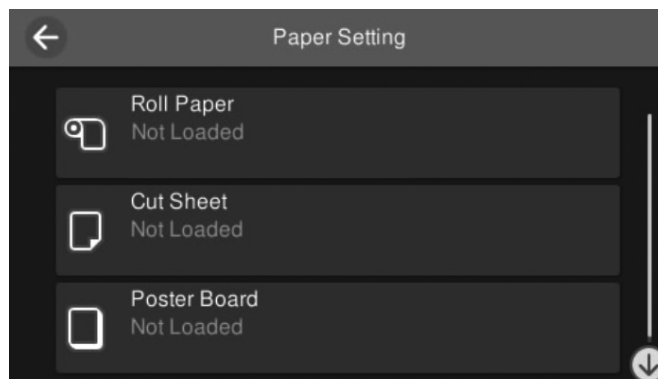 Paper Setting
Roll Paper
Not Loaded
Cut Sheet
Not Loaded
Poster Board
Not Loaded